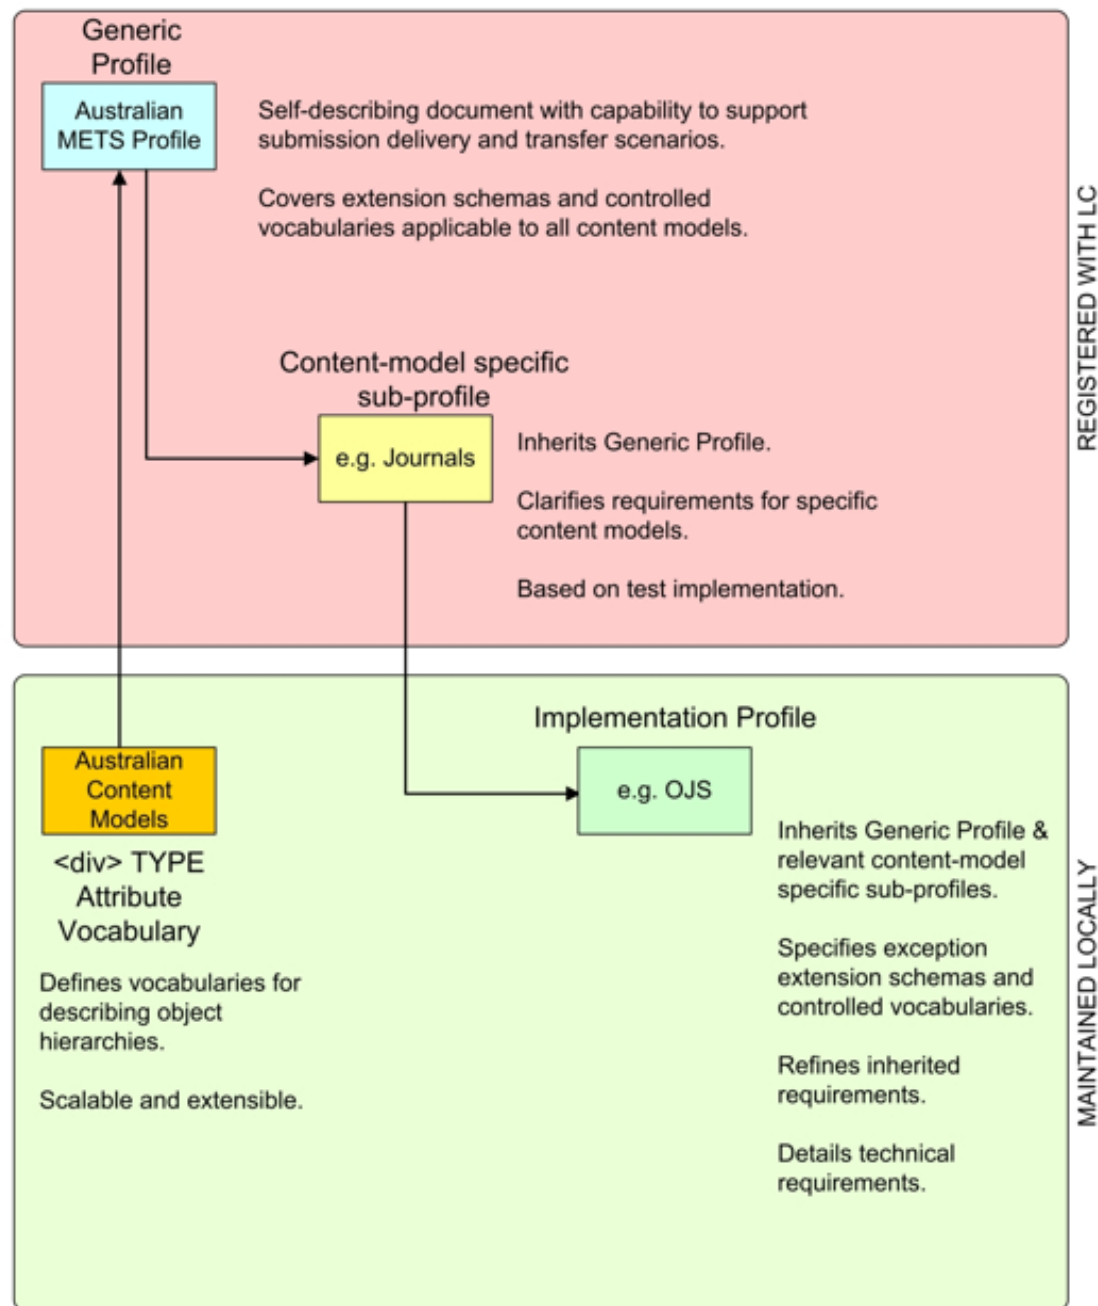 Generic
Profile
Australian
METS Profile
Self-describing document with capability to support
submission delivery and transfer scenarios.
Covers extension schemas and controlled
vocabularies applicable to all content models.
REGISTERED WITH LC
Content-model specific
sub-profile
e.g. Journals
Inherits Generic Profile.
Clarifies requirements for specific
content models.
Based on test implementation.
Implementation Profile
Australian
Content
Models
e.g. OJS
<div> TYPE
Attribute
Vocabulary
Defines vocabularies for
describing object
hierarchies.
Scalable and extensible.
Inherits Generic Profile &
relevant content-model
specific sub-profiles.
Specifies exception
extension schemas and
controlled vocabularies.
Refines inherited
requirements.
Details technical
requirements.
MAINTAINED LOCALLY